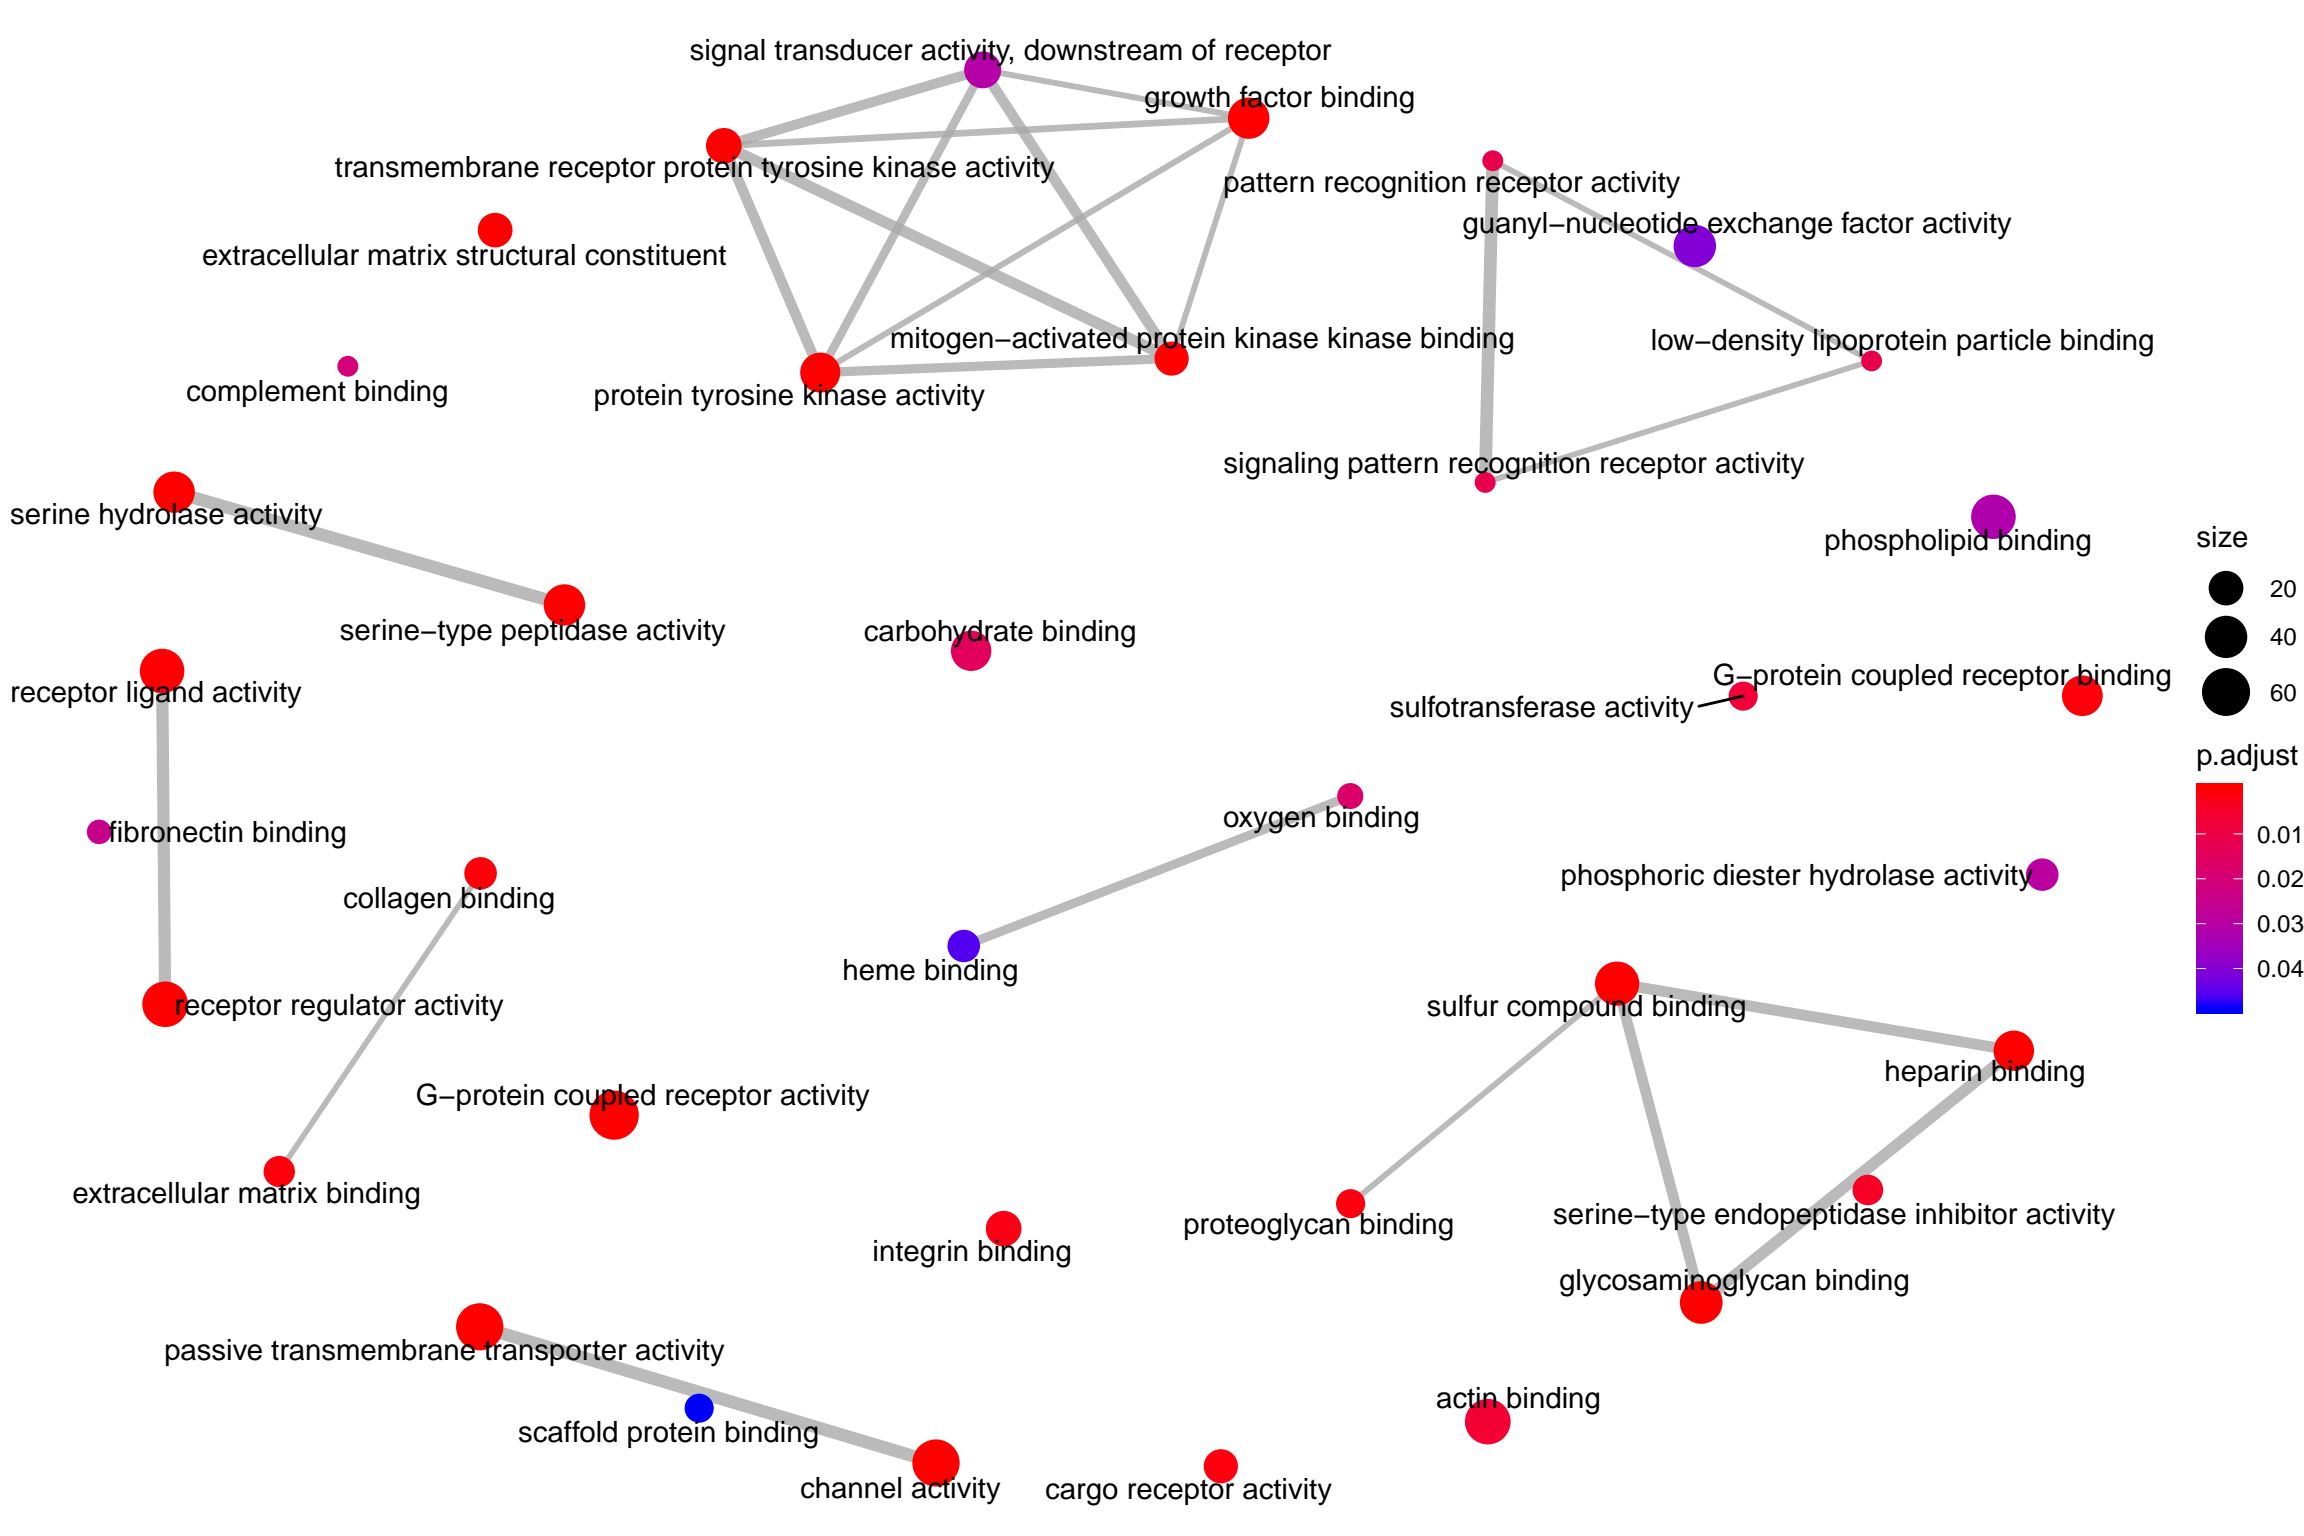 signal transducer activity, downstream of receptor
growth factor binding
transmembrane receptor protein tyrosine kinase activity
pattern recognition receptor activity
guanyl−nucleotide exchange factor activity
extracellular matrix structural constituent
mitogen−activated protein kinase kinase binding
low−density lipoprotein particle binding
complement binding
protein tyrosine kinase activity
signaling pattern recognition receptor activity
serine hydrolase activity
phospholipid binding
serine−type peptidase activity
carbohydrate binding
G−protein coupled receptor binding
receptor ligand activity
sulfotransferase activity
oxygen binding
fibronectin binding
phosphoric diester hydrolase activity
collagen binding
heme binding
receptor regulator activity
sulfur compound binding
heparin binding
G−protein coupled receptor activity
extracellular matrix binding
serine−type endopeptidase inhibitor activity
proteoglycan binding
integrin binding
glycosaminoglycan binding
passive transmembrane transporter activity
actin binding
scaffold protein binding
channel activity
cargo receptor activity
size
20
40
60
p.adjust
0.01
0.02
0.03
0.04